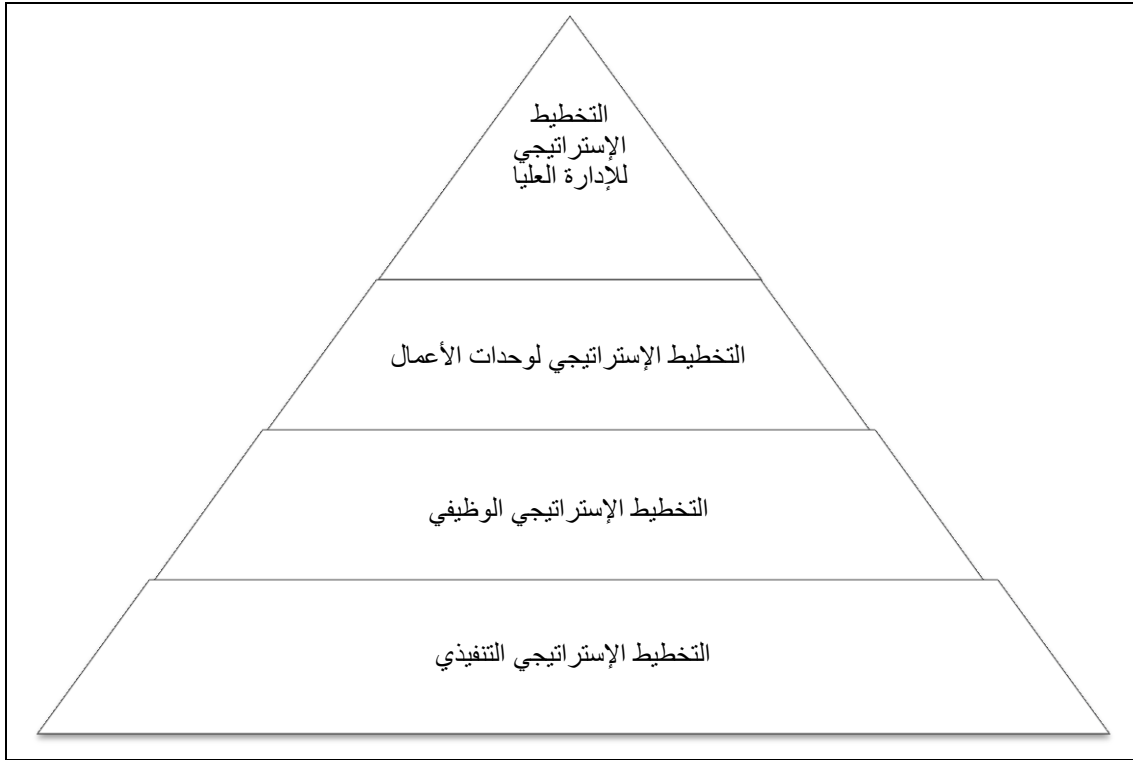 التخطيط
الإستراتيجي
للإدارة العليا
التخطيط الإستراتيجي لوحدات الأعمال
التخطيط الإستراتيجي الوظيفي
التخطيط الإستراتيجي التنفيذي